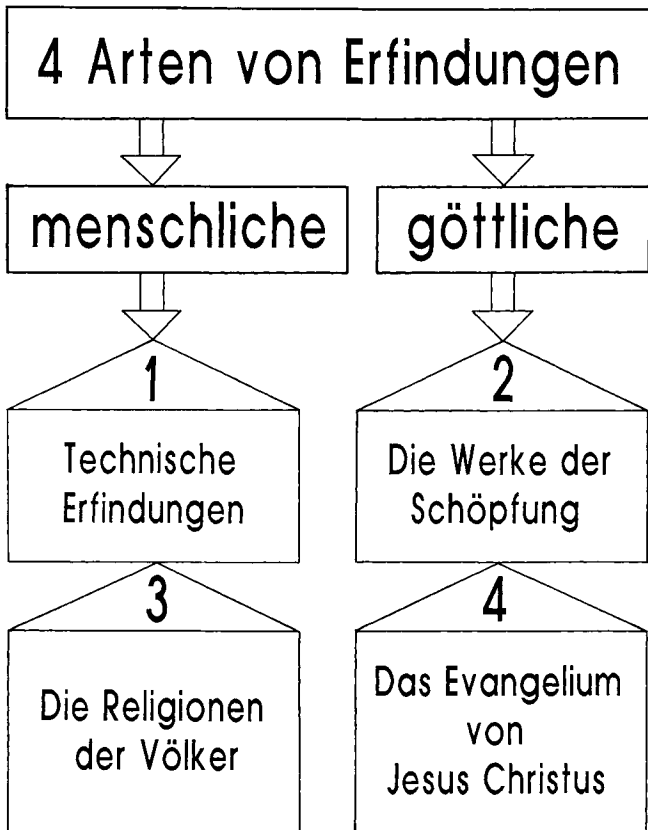 4 Arten von Erfindungen
menschliche
göttliche
1
Technische
Erfindungen
2
Die Werke der
Schöpfung
3
Die Religionen
der Völker
4
Das Evangelium
von
Jesus Christus